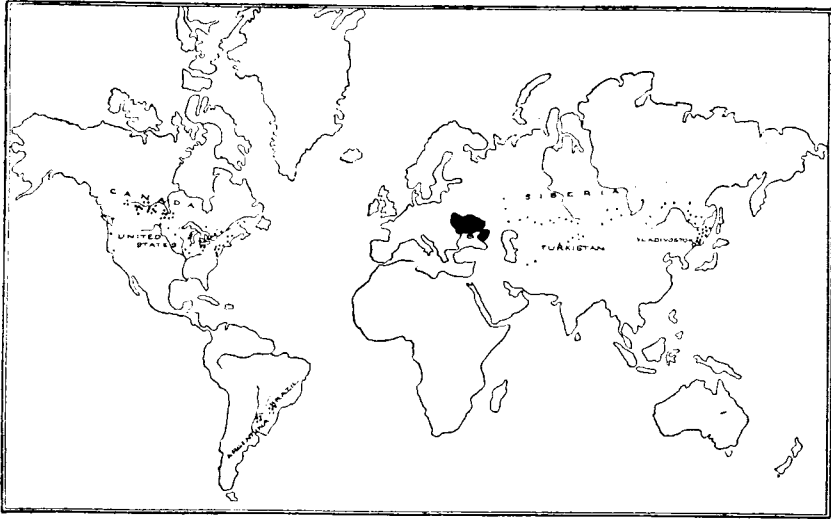 CANADA
UNITED
STATES
SIBERIA
TURKISTAN
VLADIVOSTOK
BRAZIL
ARGENTINA